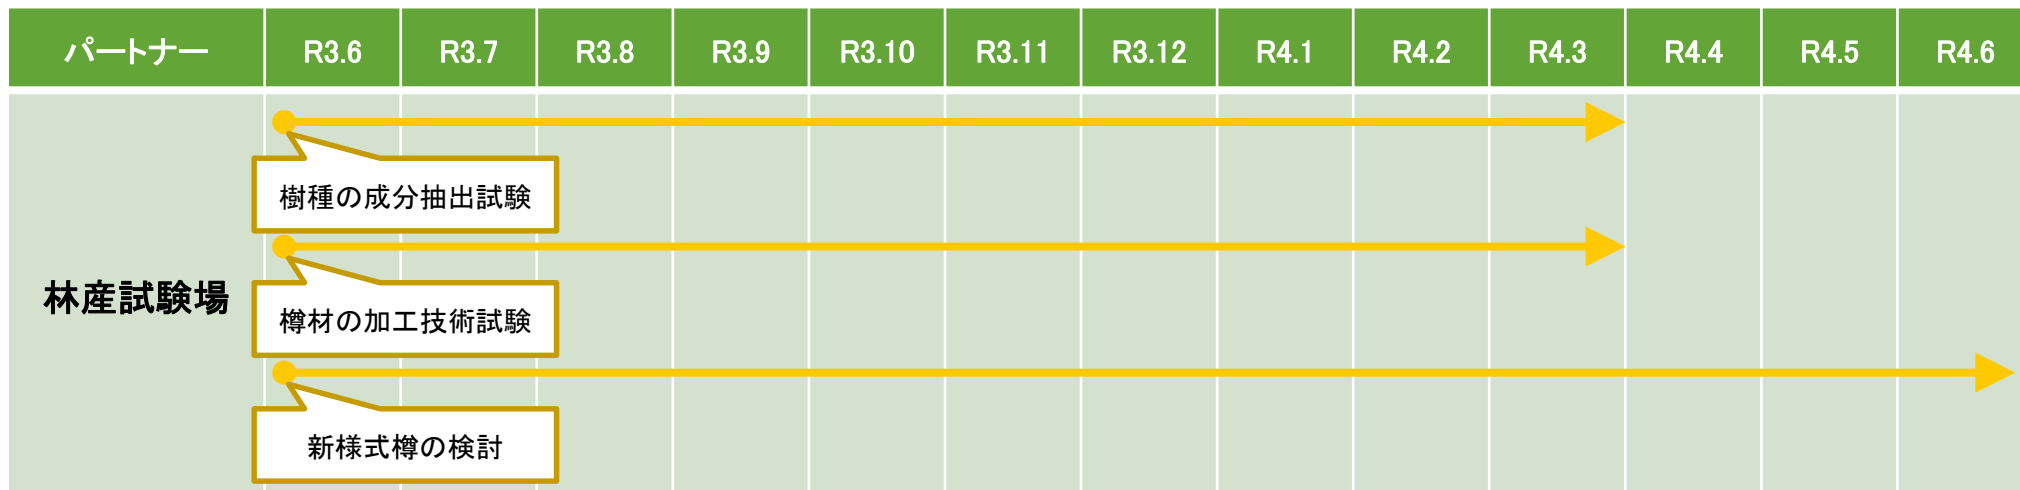 パートナー R3.6 R3.7 R3.8 R3.9 R3.10 R3.11 R3.12 R4.1 R4.2 R4.3 R4.4 R4.5 R4.6
樹種の成分抽出試験
林産試験場
樽材の加工技術試験
新様式樽の検討